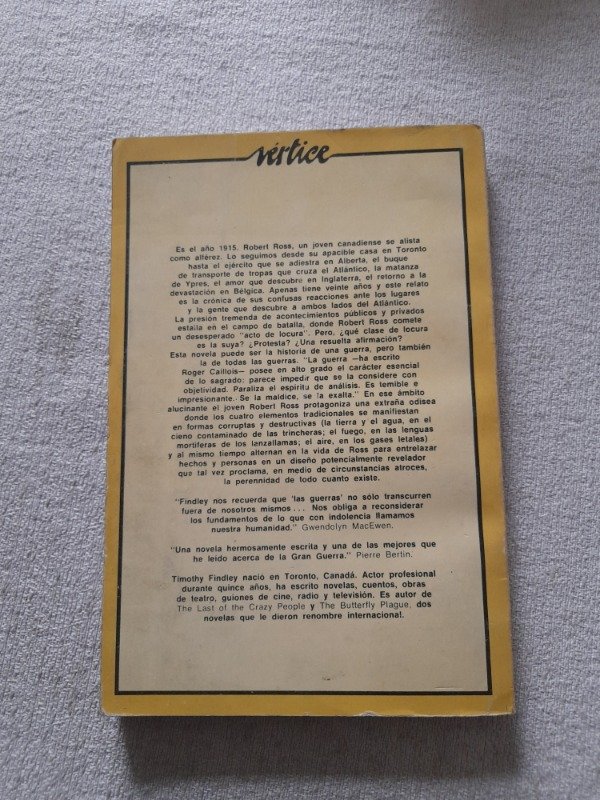 vértice
Es el año 1915. Robert Ross, un joven canadiense se alista
como alférez. Lo seguimos desde su apacible casa en Toronto
hasta el ejército que se adiestra en Alberta, el buque
de transporte de tropas que cruza el Atlántico, la matanza
de Ypres, el amor que descubre en Inglaterra, el retorno a la
devastación en Bélgica. Apenas tiene veinte años y este relato
es la crónica de sus confusas reacciones ante los lugares
y la gente que descubre a ambos lados del Atlántico.
La presión tremenda de acontecimientos públicos y privados
estalla en el campo de batalla, donde Robert Ross comete
un desesperado "acto de locura". Pero, ¿qué clase de locura
es la suya? ¿Protesta? ¿Una resuelta afirmación?
Esta novela puede ser la historia de una guerra, pero también
la de todas las guerras. "La guerra —ha escrito
Roger Caillois— posee en alto grado el carácter esencial
de lo sagrado: parece impedir que se la considere con
objetividad. Paraliza el espíritu de análisis. Es temible e
impresionante. Se la maldice, se la exalta." En ese ámbito
alucinante el joven Robert Ross protagoniza una extraña odisea
donde los cuatro elementos tradicionales se manifiestan
en formas corruptas y destructivas (la tierra y el agua, en el
cieno contaminado de las trincheras; el fuego, en las lenguas
mortíferas de los lanzallamas; el aire, en los gases letales)
y al mismo tiempo alternan en la vida de Ross para entrelazar
hechos y personas en un diseño potencialmente revelador
que tal vez proclama, en medio de circunstancias atroces,
la perennidad de todo cuanto existe.
"Findley nos recuerda que 'las guerras' no sólo transcurren
fuera de nosotros mismos... Nos obliga a reconsiderar
los fundamentos de lo que con indolencia llamamos
nuestra humanidad." Gwendolyn MacEwen.
"Una novela hermosamente escrita y una de las mejores que
he leído acerca de la Gran Guerra." Pierre Berton.
Timothy Findley nació en Toronto, Canadá. Actor profesional
durante quince años, ha escrito novelas, cuentos, obras
de teatro, guiones de cine, radio y televisión. Es autor de
The Last of the Crazy People y The Butterfly Plague, dos
novelas que le dieron renombre internacional.